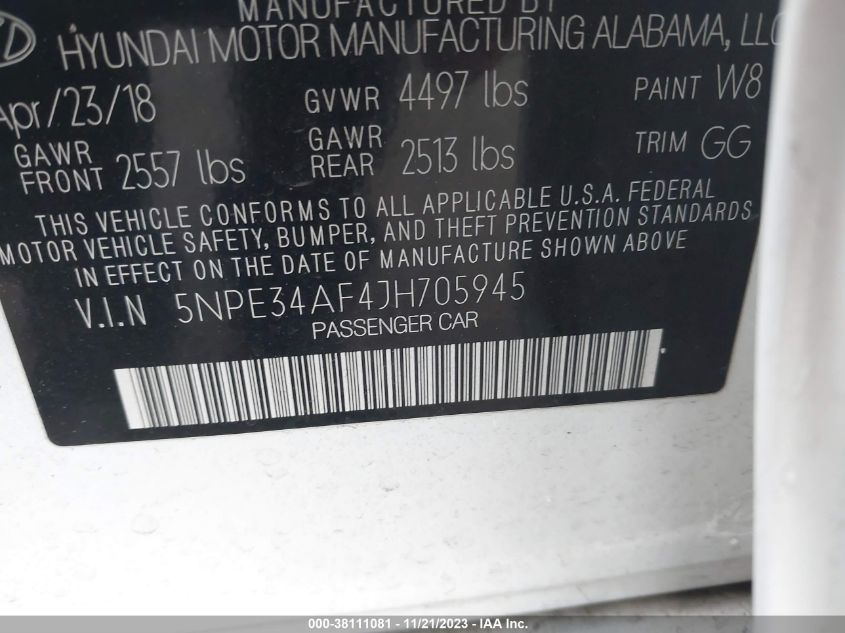 MANUFACTURED BY
HYUNDAI MOTOR MANUFACTURING ALABAMA, LLC
Apr/23/18 GVWR 4497 lbs PAINT W8
GAWR FRONT 2557 lbs GAWR REAR 2513 lbs TRIM GG
THIS VEHICLE CONFORMS TO ALL APPLICABLE U.S.A. FEDERAL
MOTOR VEHICLE SAFETY, BUMPER, AND THEFT PREVENTION STANDARDS
IN EFFECT ON THE DATE OF MANUFACTURE SHOWN ABOVE
V.I.N 5NPE34AF4JH705945
PASSENGER CAR
000-38111081 - 11/21/2023 - IAA Inc.